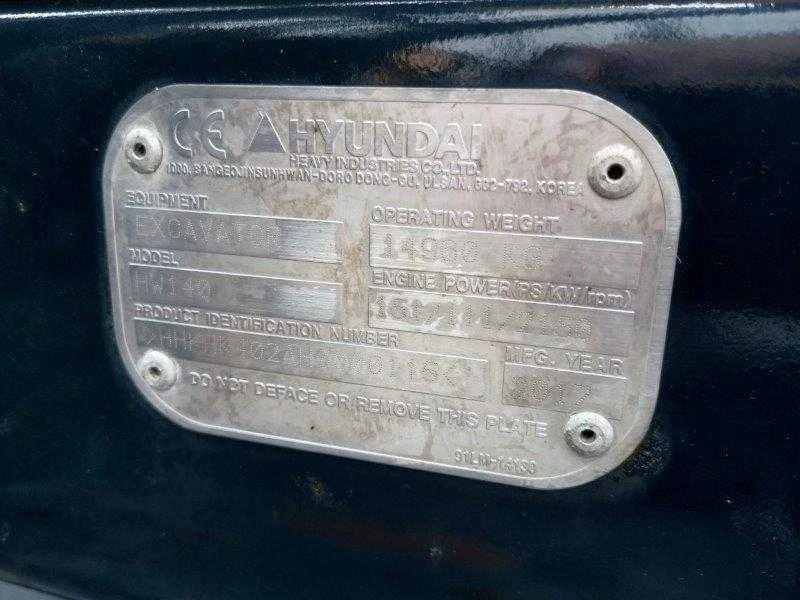 CE HYUNDAI
HEAVY INDUSTRIES CO., LTD.
1000, BANGEOJINSUNHWAN-DORO DONG-GU, ULSAN, 682-792, KOREA
EQUIPMENT
EXCAVATOR
OPERATING WEIGHT
MODEL
HW140
ENGINE POWER(PS/KW/rpm)
PRODUCT IDENTIFICATION NUMBER
MFG. YEAR
2017
DO NOT DEFACE OR REMOVE THIS PLATE